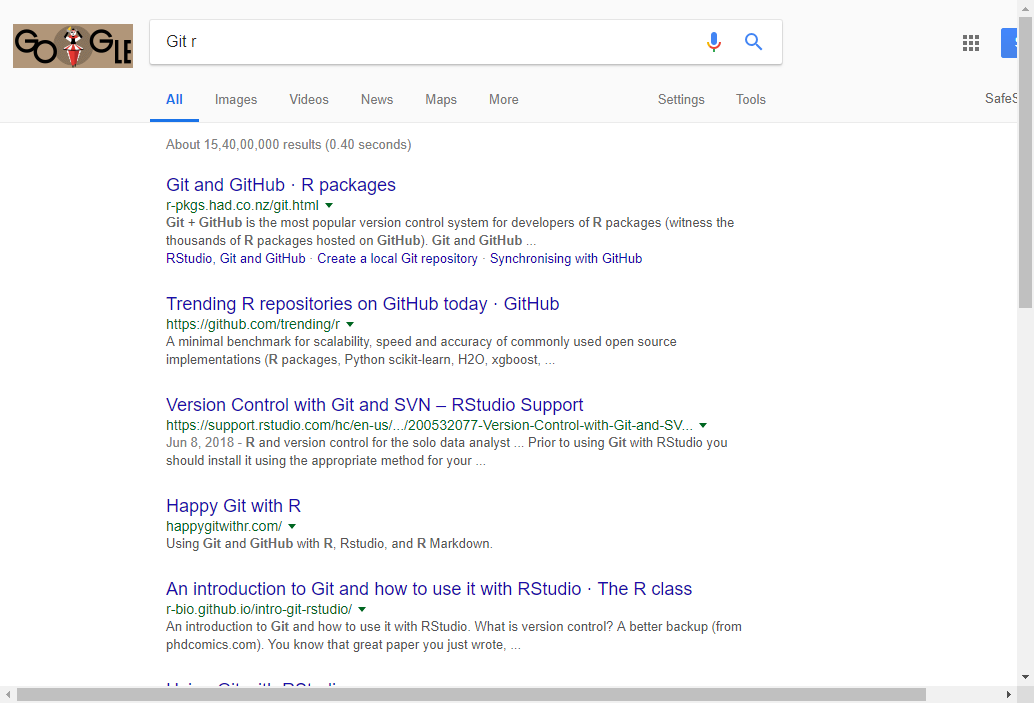 GOOGLE
Git r
All Images Videos News Maps More Settings Tools SafeS
About 15,40,00,000 results (0.40 seconds)
Git and GitHub · R packages
r-pkgs.had.co.nz/git.html
Git + GitHub is the most popular version control system for developers of R packages (witness the
thousands of R packages hosted on GitHub). Git and GitHub ...
RStudio, Git and GitHub · Create a local Git repository · Synchronising with GitHub
Trending R repositories on GitHub today · GitHub
https://github.com/trending/r
A minimal benchmark for scalability, speed and accuracy of commonly used open source
implementations (R packages, Python scikit-learn, H2O, xgboost, ...
Version Control with Git and SVN – RStudio Support
https://support.rstudio.com/hc/en-us/.../200532077-Version-Control-with-Git-and-SV...
Jun 8, 2018 - R and version control for the solo data analyst ... Prior to using Git with RStudio you
should install it using the appropriate method for your ...
Happy Git with R
happygitwithr.com/
Using Git and GitHub with R, Rstudio, and R Markdown.
An introduction to Git and how to use it with RStudio · The R class
r-bio.github.io/intro-git-rstudio/
An introduction to Git and how to use it with RStudio. What is version control? A better backup (from
phdcomics.com). You know that great paper you just wrote, ...